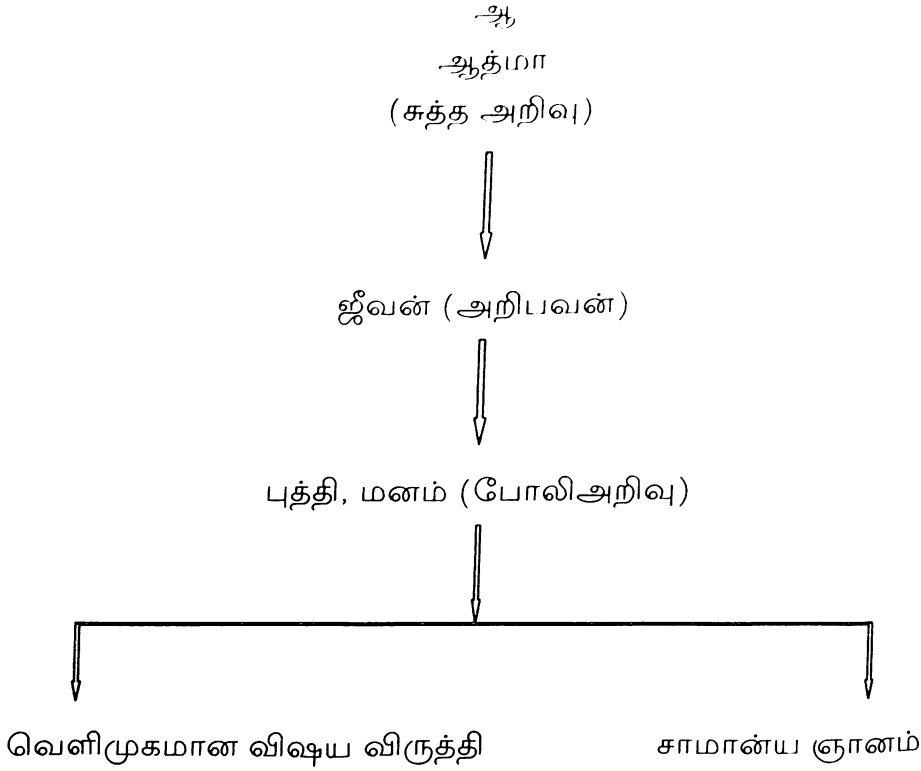 ஆ
ஆத்மா
(சுத்த அறிவு)
ஜீவன் (அறிபவன்)
புத்தி, மனம் (போலிஅறிவு)
வெளிமுகமான விஷய விருத்தி
சாமான்ய ஞானம்